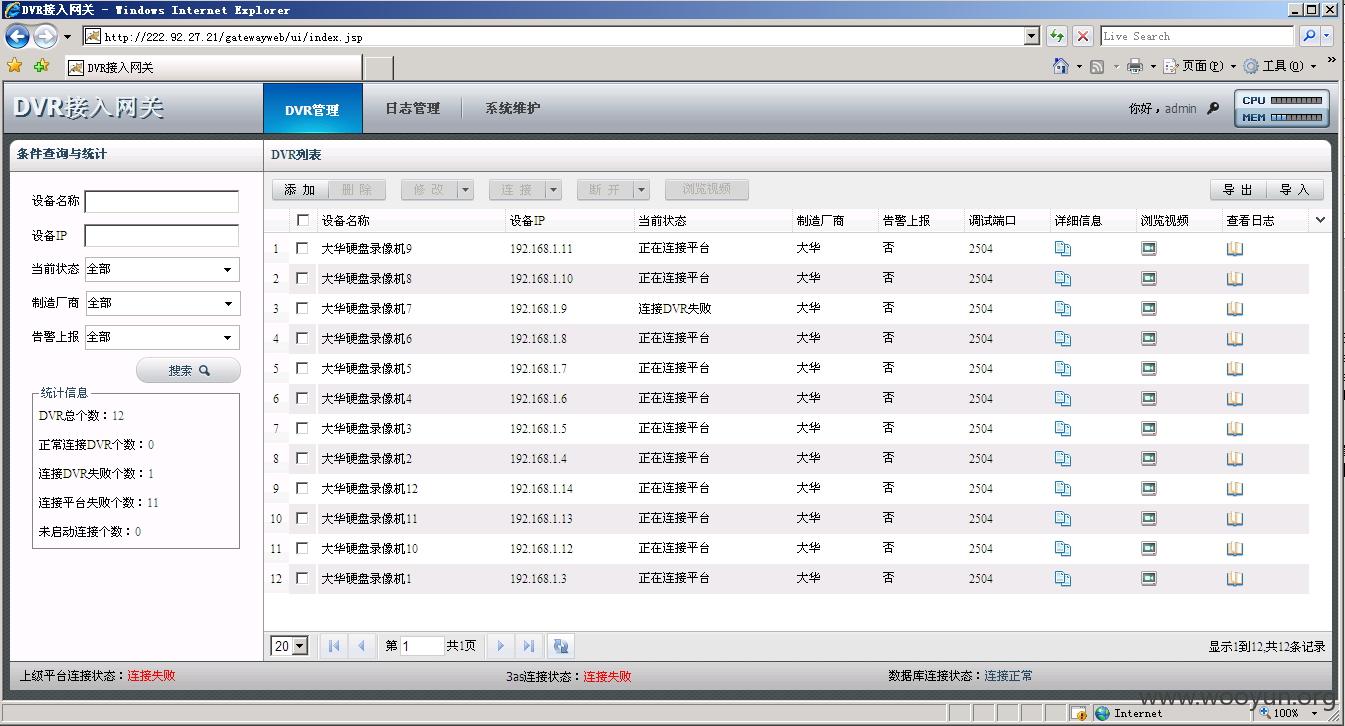 DVR接入网关 - Windows Internet Explorer
http://222.92.27.21/gatewayweb/ui/index.jsp
Live Search
DVR接入网关
页面(P)
工具(O)
»
DVR接入网关
DVR管理
日志管理
系统维护
你好，admin
CPU
MEM
条件查询与统计
设备名称
设备IP
当前状态 全部
制造厂商 全部
告警上报 全部
搜索
统计信息
DVR总个数：12
正常连接DVR个数：0
连接DVR失败个数：1
连接平台失败个数：11
未启动连接个数：0
DVR列表
添加 删除 修改 连接 断开 浏览视频 导出 导入
设备名称 设备IP 当前状态 制造厂商 告警上报 调试端口 详细信息 浏览视频 查看日志
1 大华硬盘录像机9 192.168.1.11 正在连接平台 大华 否 2504
2 大华硬盘录像机8 192.168.1.10 正在连接平台 大华 否 2504
3 大华硬盘录像机7 192.168.1.9 连接DVR失败 大华 否 2504
4 大华硬盘录像机6 192.168.1.8 正在连接平台 大华 否 2504
5 大华硬盘录像机5 192.168.1.7 正在连接平台 大华 否 2504
6 大华硬盘录像机4 192.168.1.6 正在连接平台 大华 否 2504
7 大华硬盘录像机3 192.168.1.5 正在连接平台 大华 否 2504
8 大华硬盘录像机2 192.168.1.4 正在连接平台 大华 否 2504
9 大华硬盘录像机12 192.168.1.14 正在连接平台 大华 否 2504
10 大华硬盘录像机11 192.168.1.13 正在连接平台 大华 否 2504
11 大华硬盘录像机10 192.168.1.12 正在连接平台 大华 否 2504
12 大华硬盘录像机1 192.168.1.3 正在连接平台 大华 否 2504
20 第 1 共1页
显示1到12,共12条记录
上级平台连接状态：连接失败
3as连接状态：连接失败
数据库连接状态：连接正常
www.wooyun.org
Internet
100%